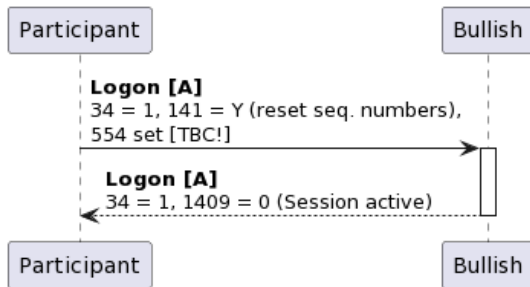 Participant
Bullish
Logon [A]
34 = 1, 141 = Y (reset seq. numbers),
554 set [TBC!]
Logon [A]
34 = 1, 1409 = 0 (Session active)
Participant
Bullish